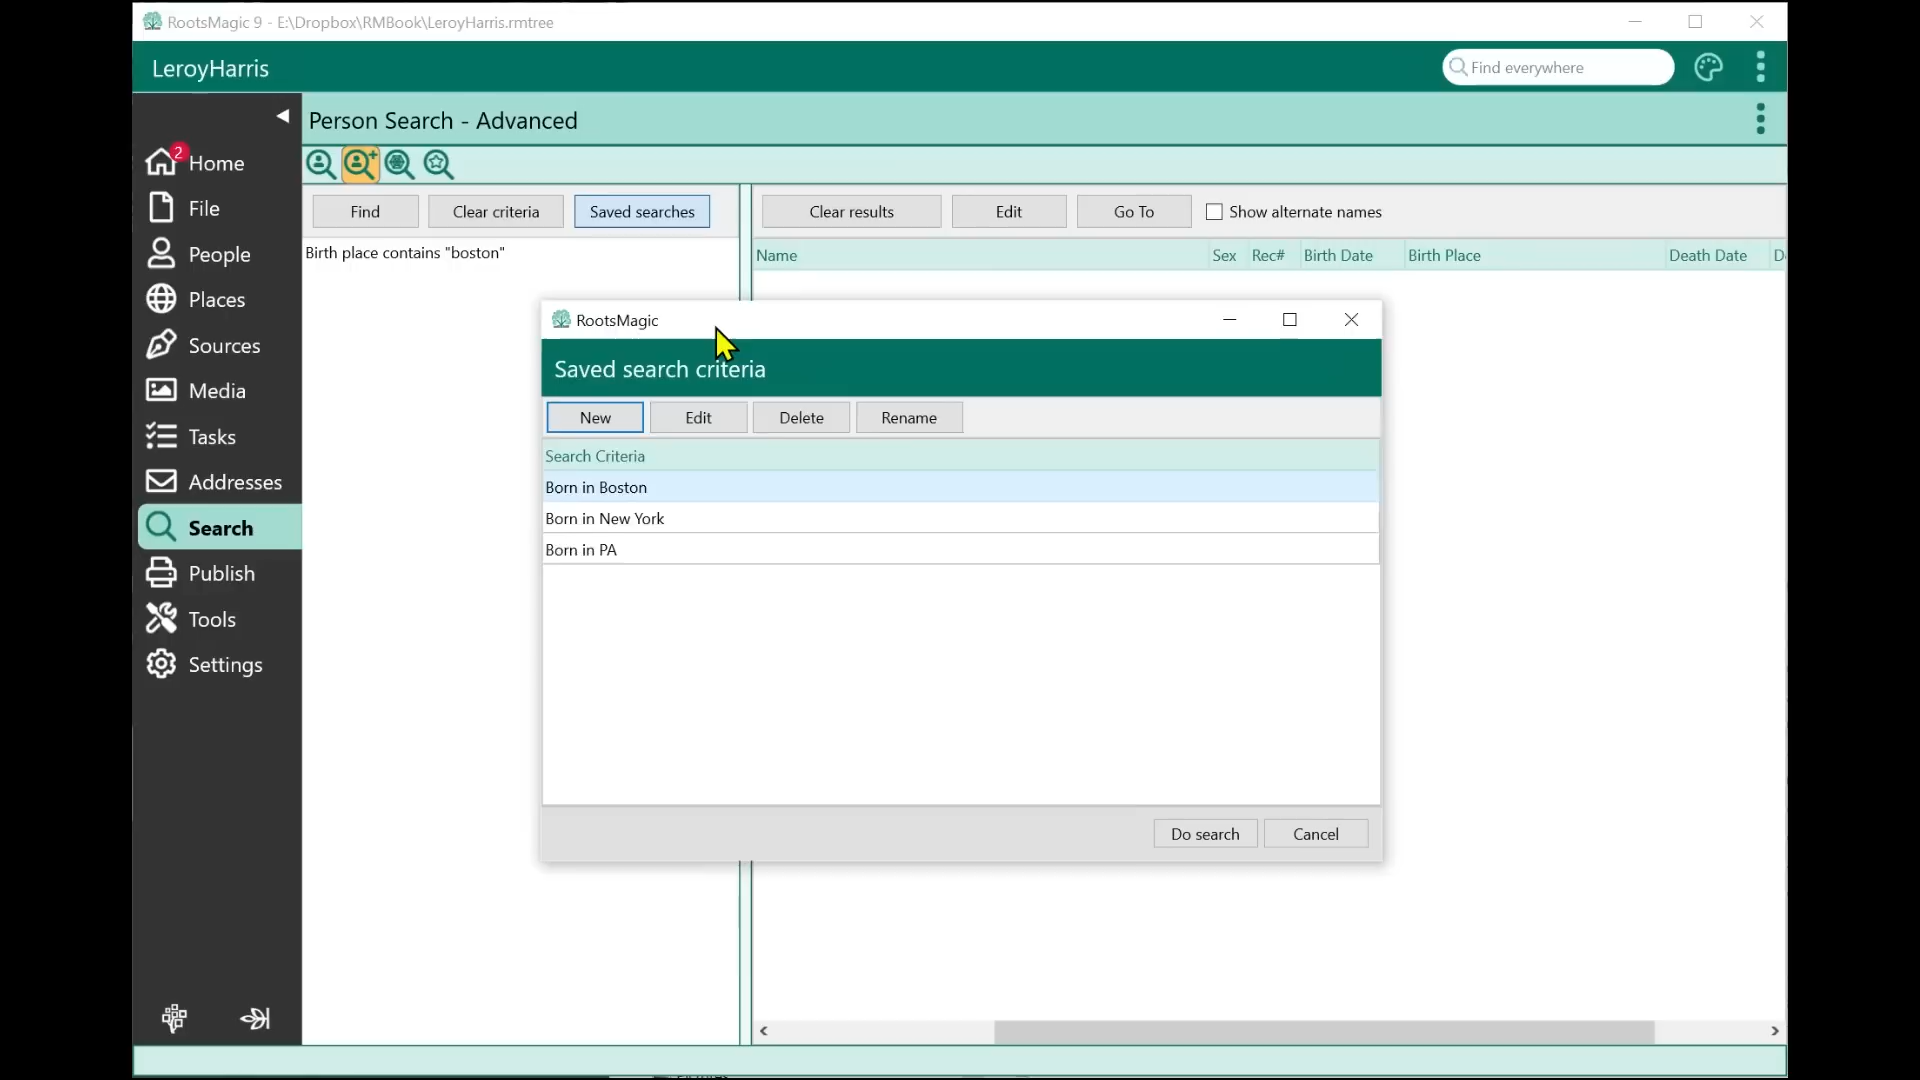 RootsMagic 9 - E:\Dropbox\RMBook\LeroyHarris.rmtree
LeroyHarris
Find everywhere
Person Search - Advanced
2
Home
File
People
Places
Sources
Media
Tasks
Addresses
Search
Publish
Tools
Settings
Find
Clear criteria
Saved searches
Birth place contains "boston"
Clear results
Edit
Go To
Show alternate names
Name
Sex
Rec#
Birth Date
Birth Place
Death Date
RootsMagic
Saved search criteria
New
Edit
Delete
Rename
Search Criteria
Born in Boston
Born in New York
Born in PA
Do search
Cancel